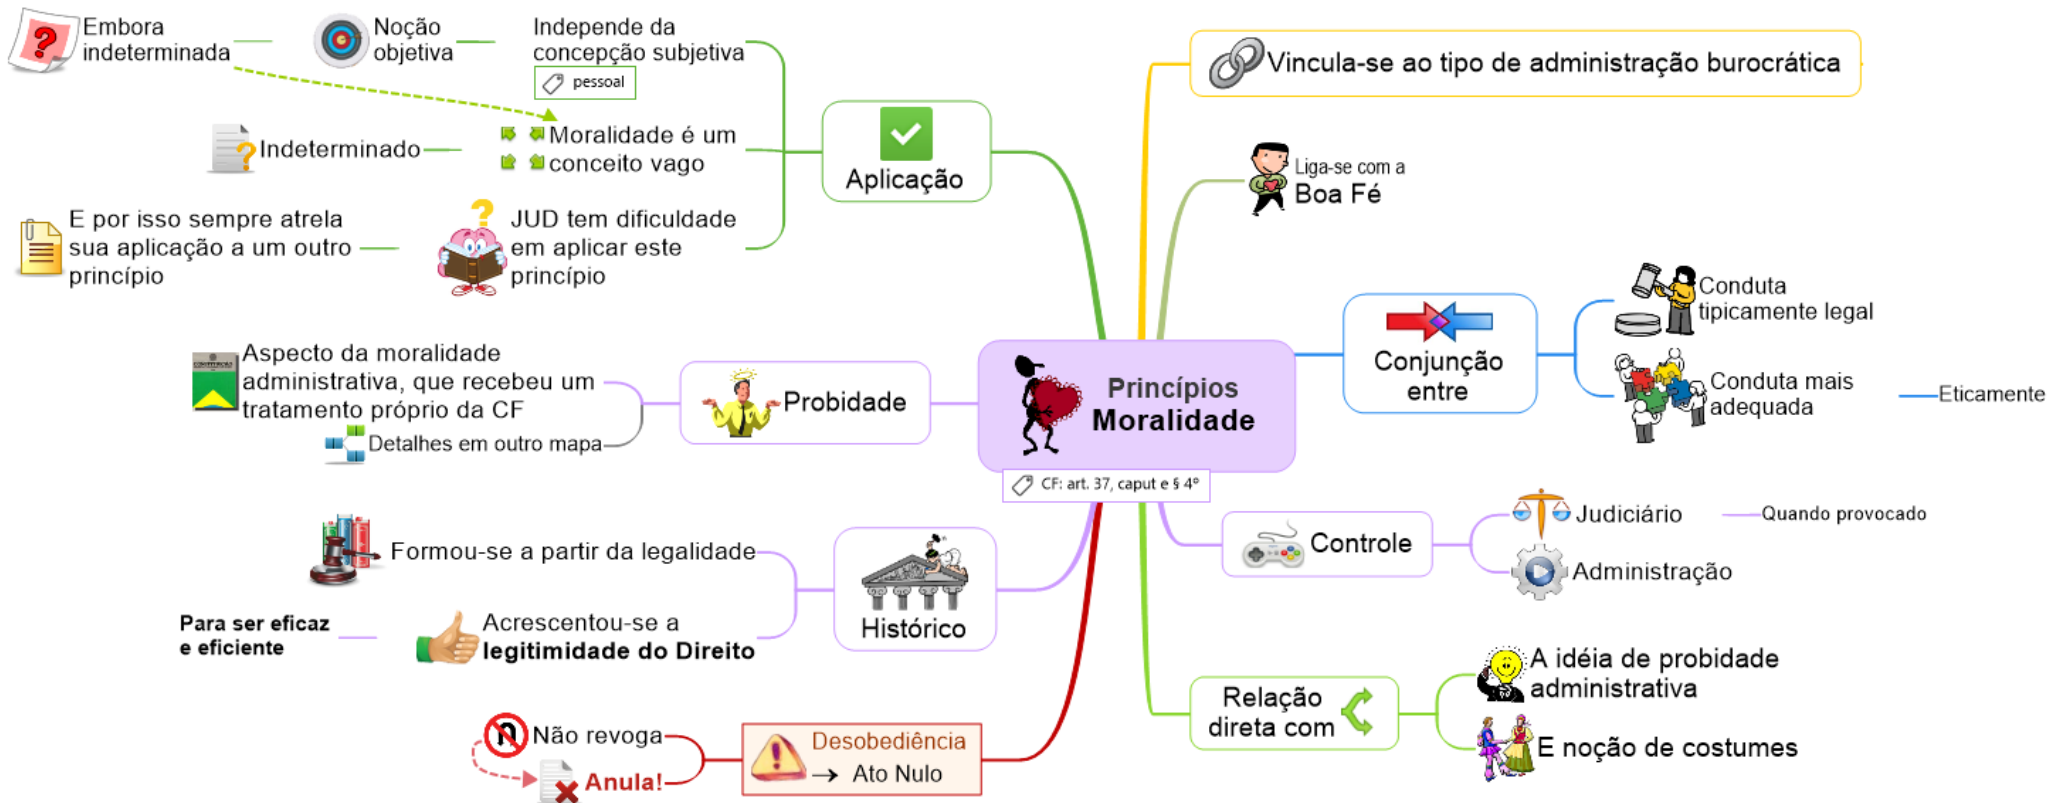 Embora
indeterminada
Noção
objetiva
Independe da
concepção subjetiva
pessoal
Indeterminado
Moralidade é um
conceito vago
E por isso sempre atrela
sua aplicação a um outro
princípio
JUD tem dificuldade
em aplicar este
princípio
Aplicação
Vincula-se ao tipo de administração burocrática
Liga-se com a
Boa Fé
Conjunção
entre
Conduta
tipicamente legal
Conduta mais
adequada
Eticamente
Princípios
Moralidade
CF: art. 37, caput e § 4º
Aspecto da moralidade
administrativa, que recebeu um
tratamento próprio da CF
Detalhes em outro mapa
Probidade
Controle
Judiciário
Quando provocado
Administração
Formou-se a partir da legalidade
Para ser eficaz
e eficiente
Acrescentou-se a
legitimidade do Direito
Histórico
Relação
direta com
A idéia de probidade
administrativa
E noção de costumes
Não revoga
Anula!
Desobediência
→ Ato Nulo